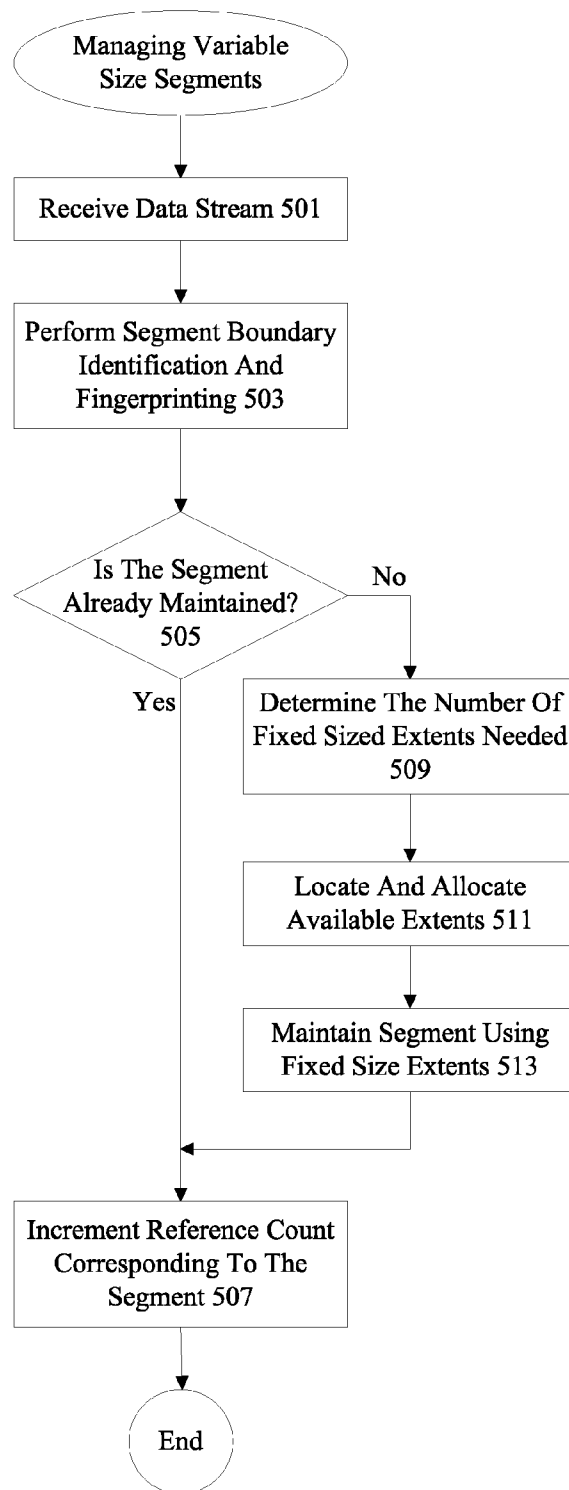 Managing Variable
Size Segments
Receive Data Stream 501
Perform Segment Boundary
Identification And
Fingerprinting 503
Is The Segment
Already Maintained?
505
No
Yes
Determine The Number Of
Fixed Sized Extents Needed
509
Locate And Allocate
Available Extents 511
Maintain Segment Using
Fixed Size Extents 513
Increment Reference Count
Corresponding To The
Segment 507
End